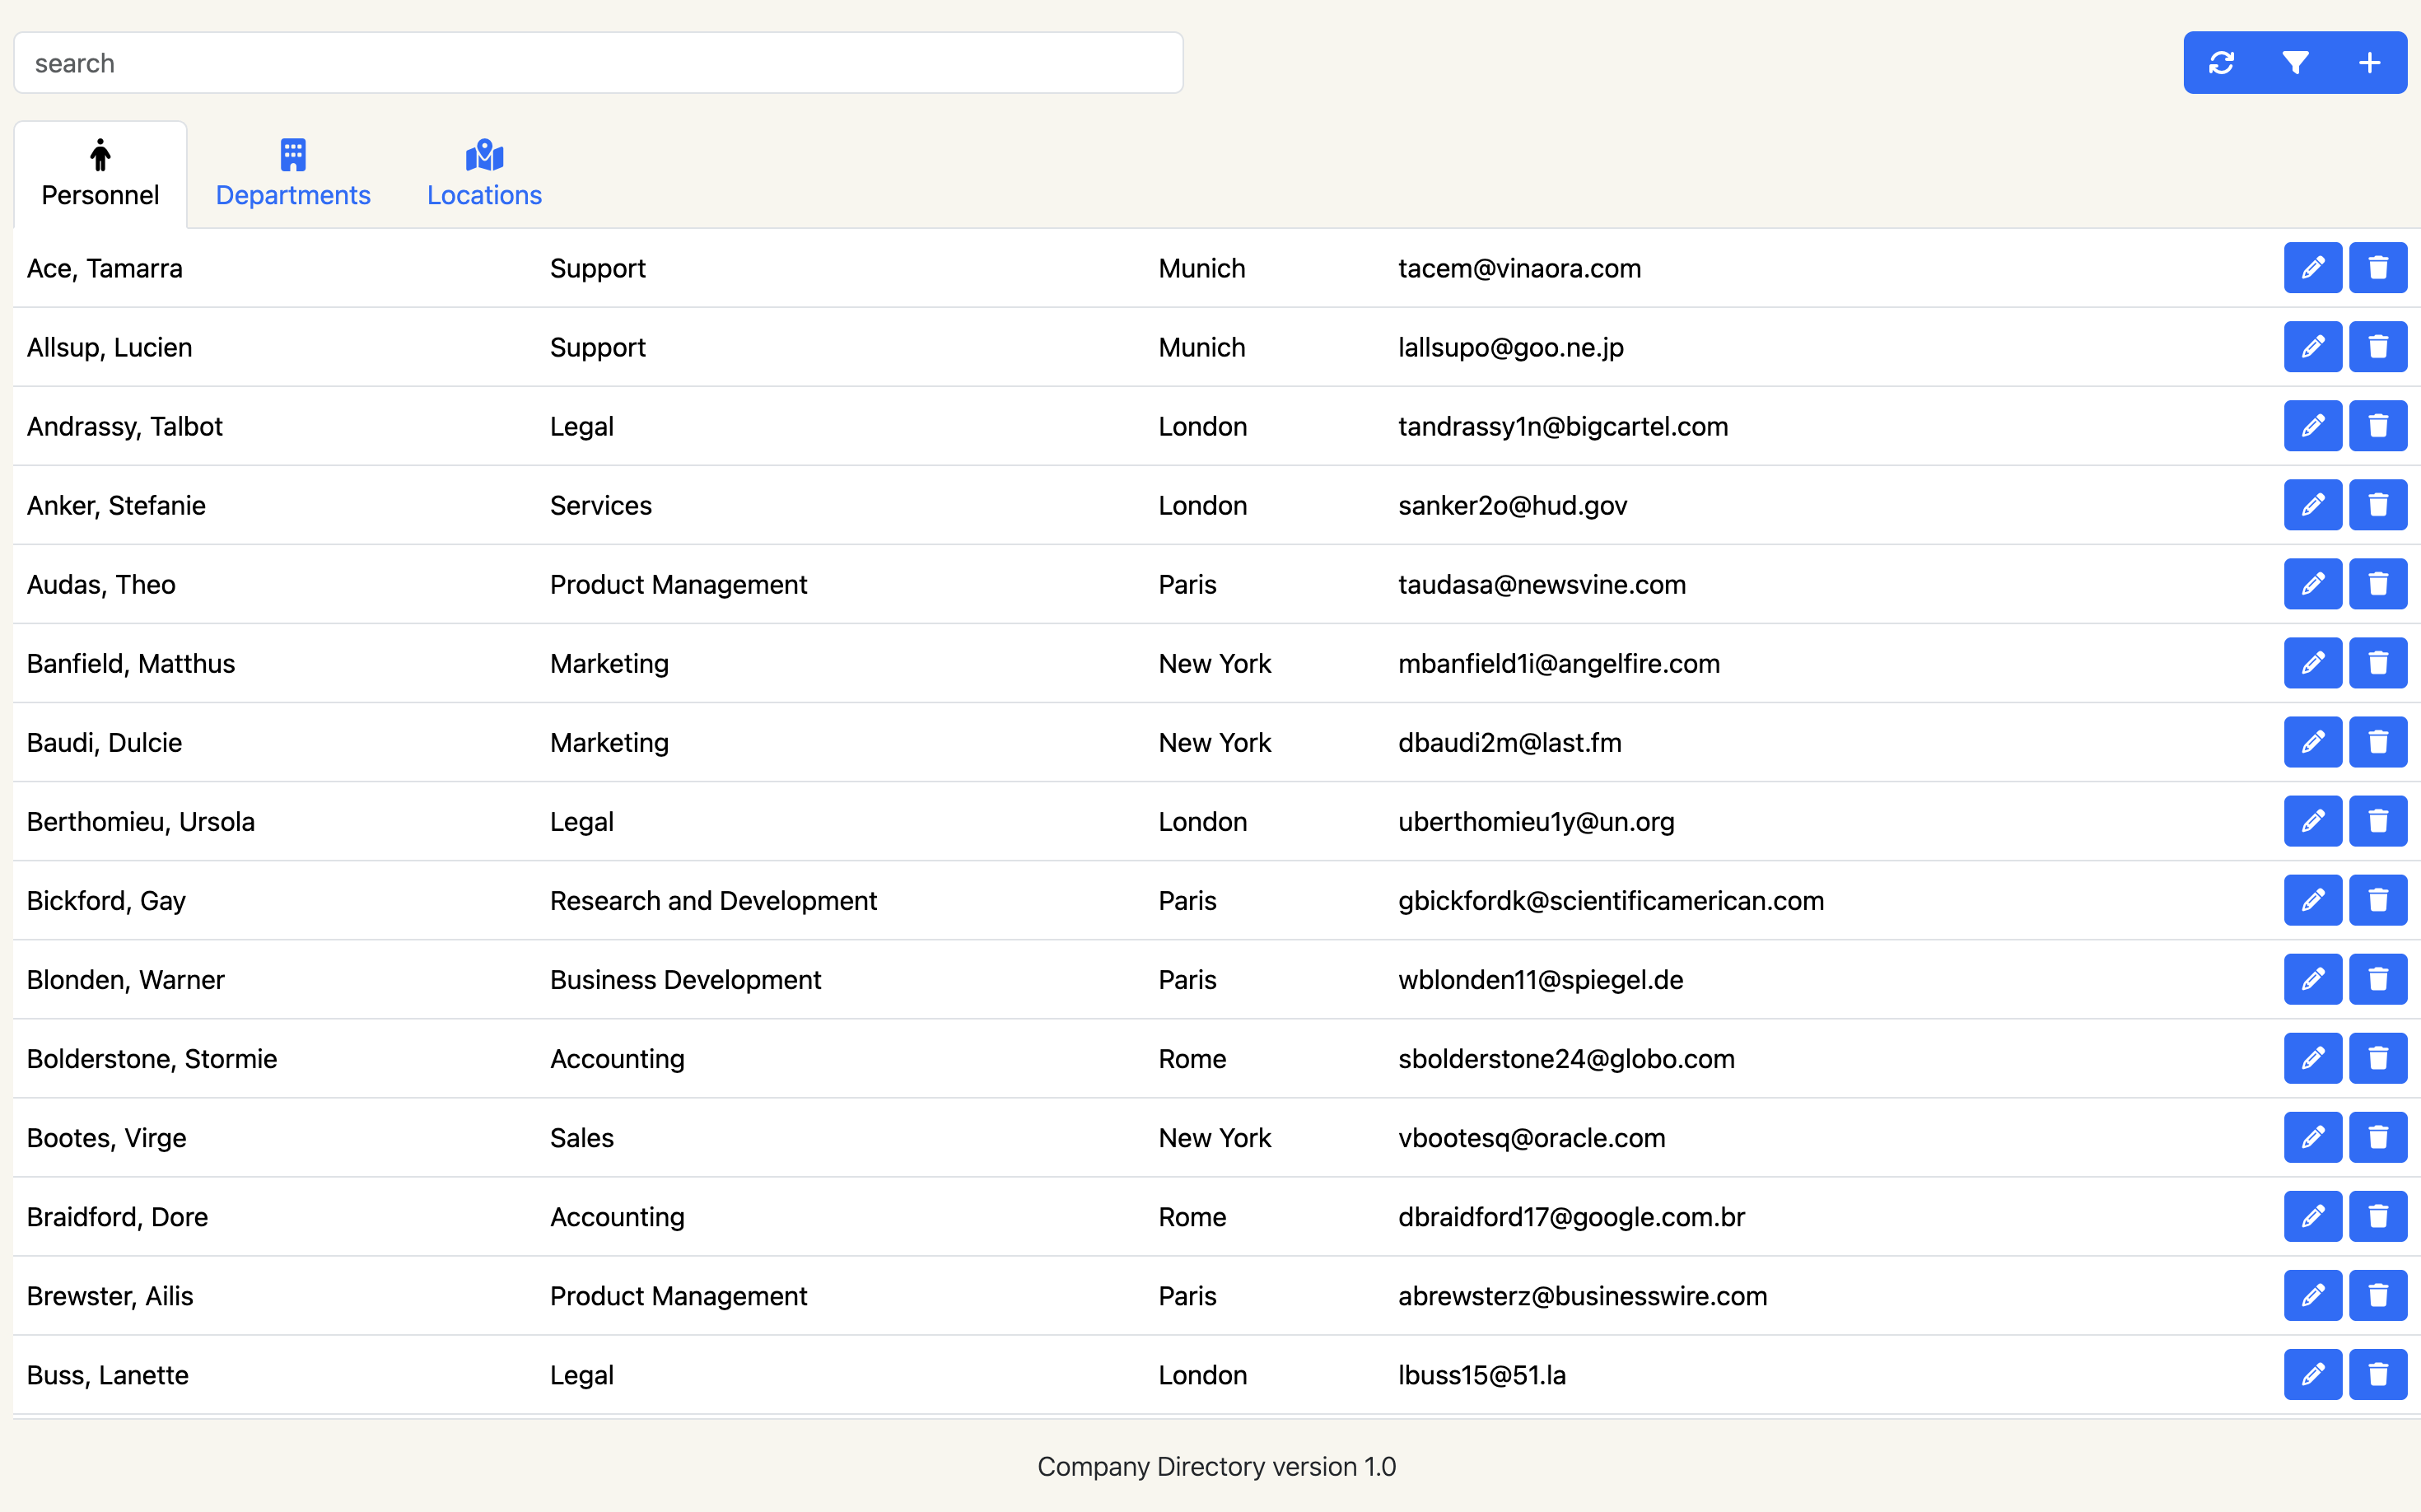 search
Personnel Departments Locations
Ace, Tamarra Support Munich tacem@vinaora.com
Allsup, Lucien Support Munich lallsupo@goo.ne.jp
Andrassy, Talbot Legal London tandrassy1n@bigcartel.com
Anker, Stefanie Services London sanker2o@hud.gov
Audas, Theo Product Management Paris taudasa@newsvine.com
Banfield, Matthus Marketing New York mbanfield1i@angelfire.com
Baudi, Dulcie Marketing New York dbaudi2m@last.fm
Berthomieu, Ursola Legal London uberthomieu1y@un.org
Bickford, Gay Research and Development Paris gbickfordk@scientificamerican.com
Blonden, Warner Business Development Paris wblonden11@spiegel.de
Bolderstone, Stormie Accounting Rome sbolderstone24@globo.com
Bootes, Virge Sales New York vbootesq@oracle.com
Braidford, Dore Accounting Rome dbraidford17@google.com.br
Brewster, Ailis Product Management Paris abrewsterz@businesswire.com
Buss, Lanette Legal London lbuss15@51.la
Company Directory version 1.0